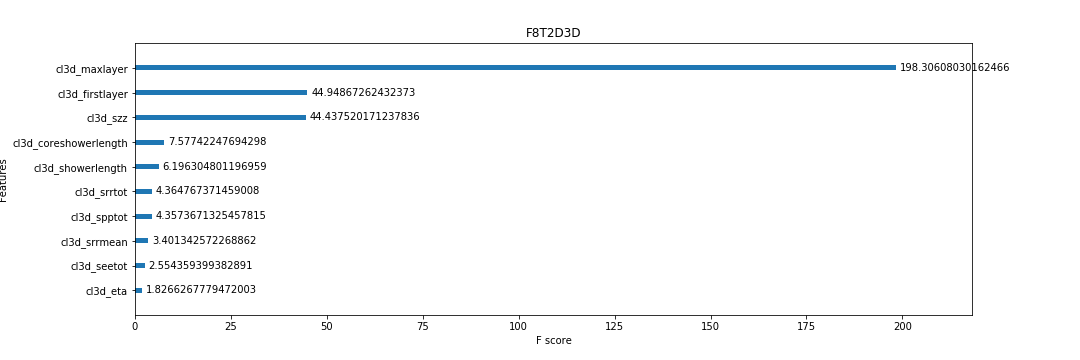 F8T2D3D
cl3d_maxlayer 198.30608030162466
cl3d_firstlayer 44.94867262432373
cl3d_szz 44.437520171237836
cl3d_coreshowerlength 7.57742247694298
cl3d_showerlength 6.196304801196959
cl3d_srrtot 4.364767371459008
cl3d_spptot 4.3573671325457815
cl3d_srrmean 3.401342572268862
cl3d_seetot 2.554359399382891
cl3d_eta 1.8266267779472003
Features
0 25 50 75 100 125 150 175 200
F score